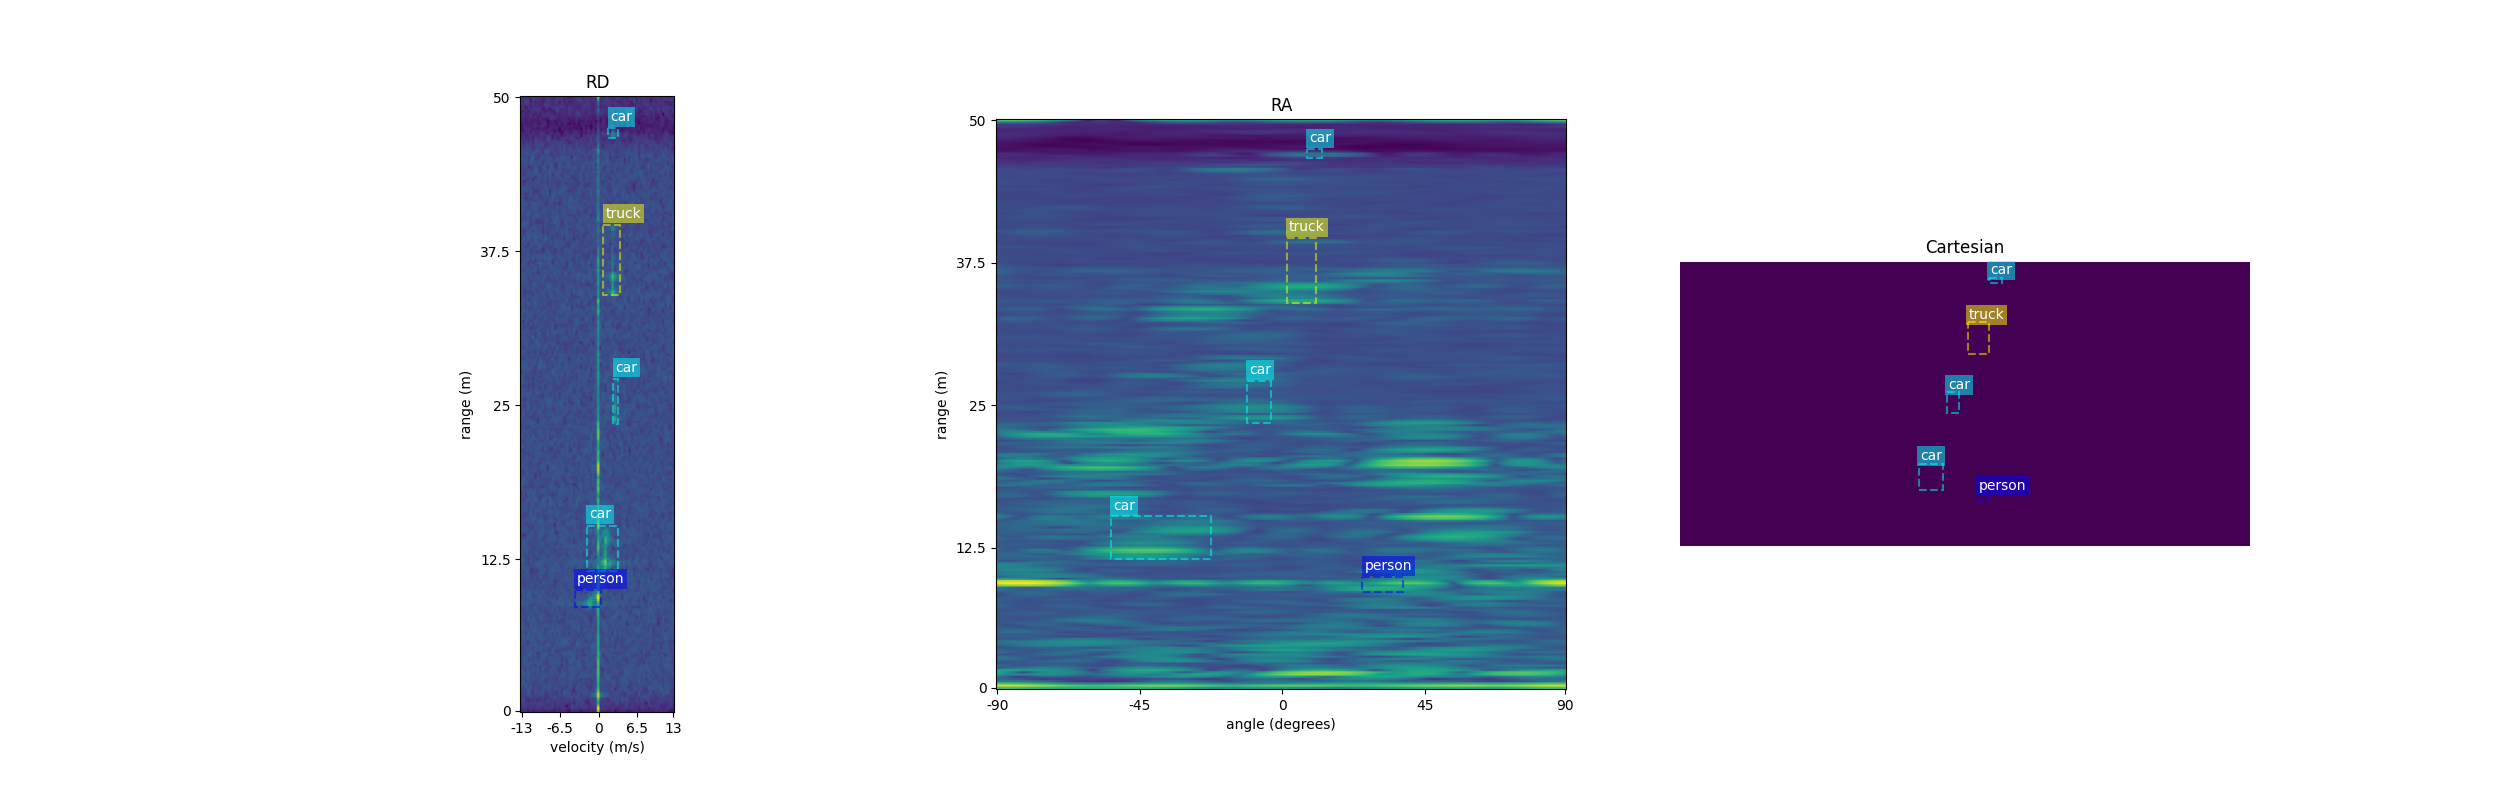 RD
50
37.5
25
12.5
0
range (m)
-13 -6.5 0 6.5 13
velocity (m/s)
car
truck
car
car
person
RA
50
37.5
25
12.5
0
range (m)
-90 -45 0 45 90
angle (degrees)
car
truck
car
car
person
Cartesian
car
truck
car
car
person